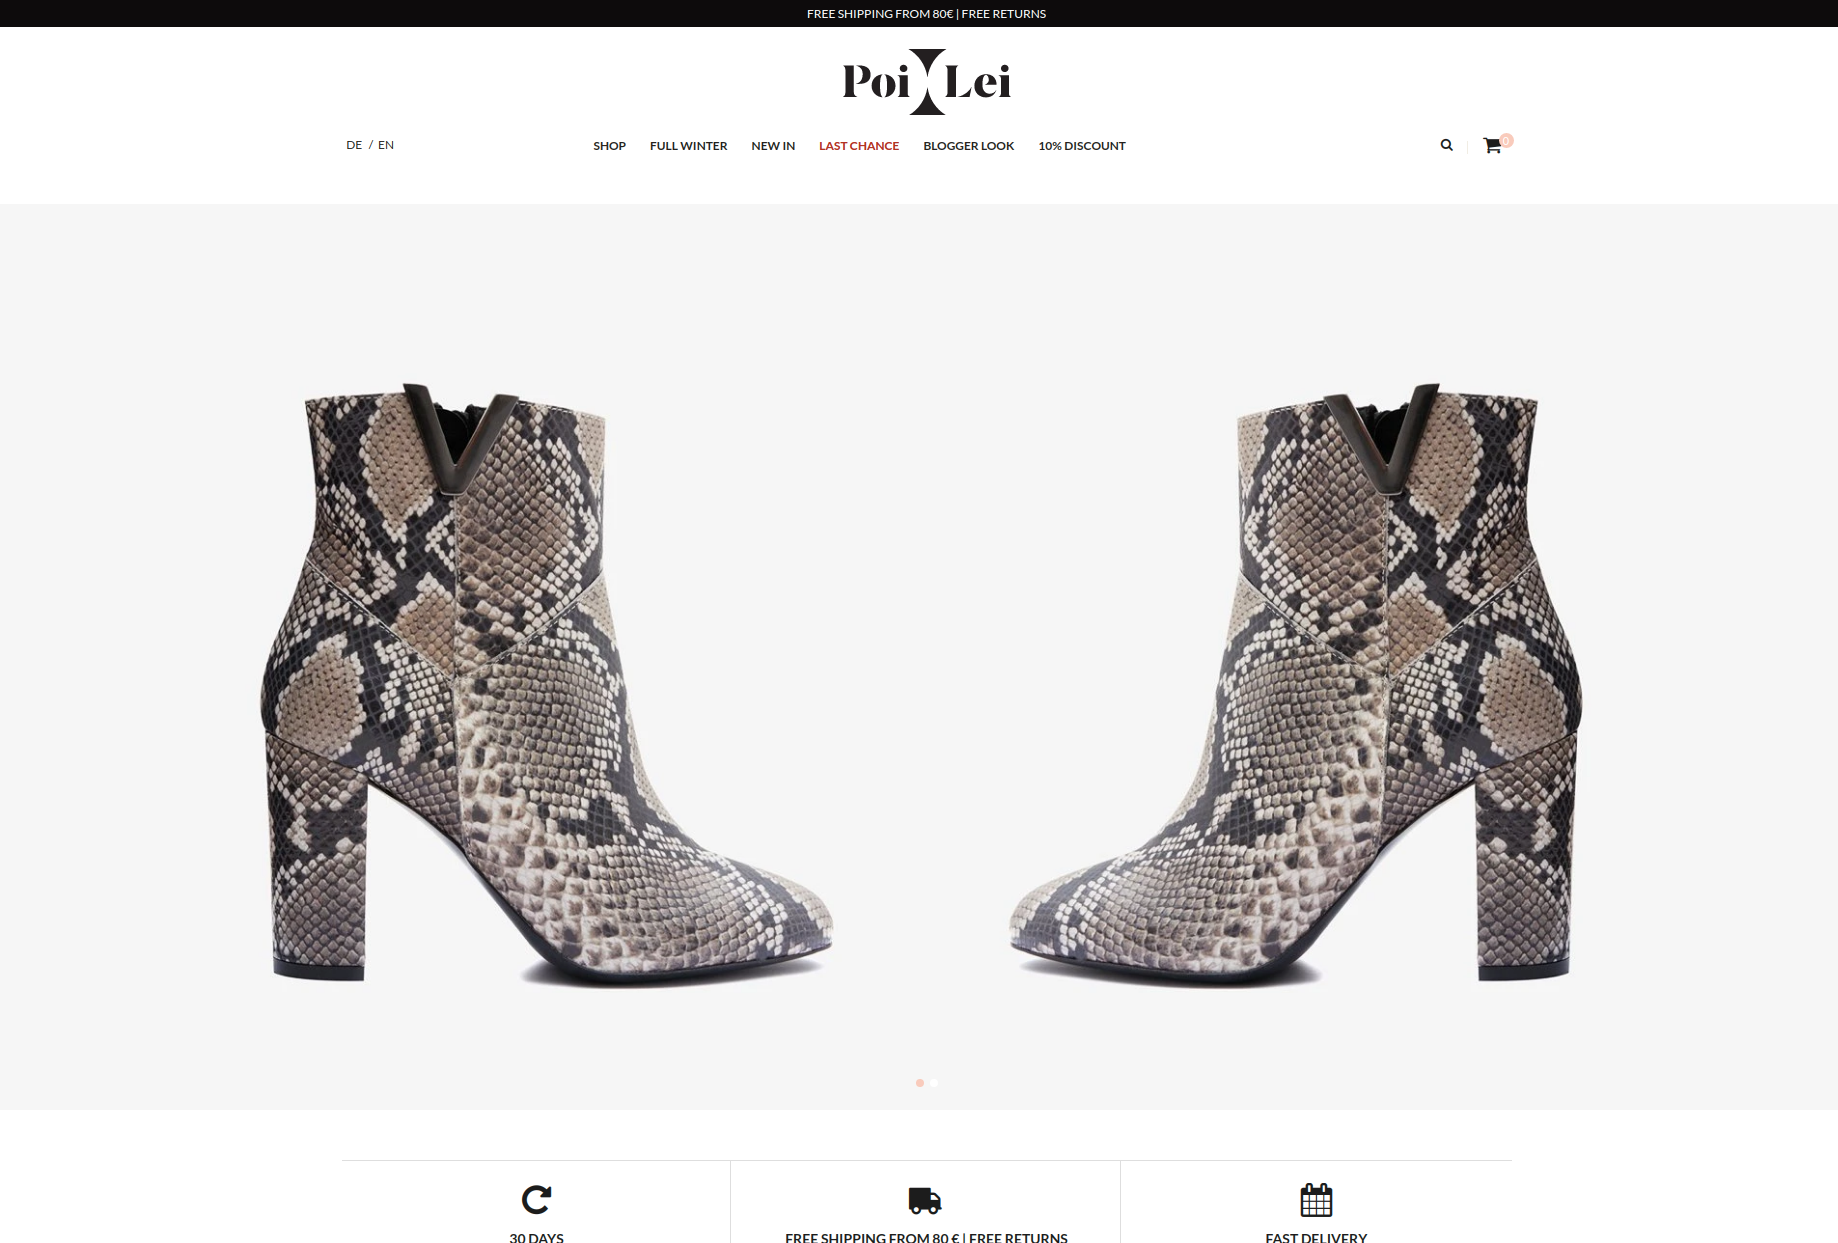 FREE SHIPPING FROM 80€ | FREE RETURNS
Poi Lei
DE / EN
SHOP FULL WINTER NEW IN LAST CHANCE BLOGGER LOOK 10% DISCOUNT
0
30 DAYS
FREE SHIPPING FROM 80 € | FREE RETURNS
FAST DELIVERY